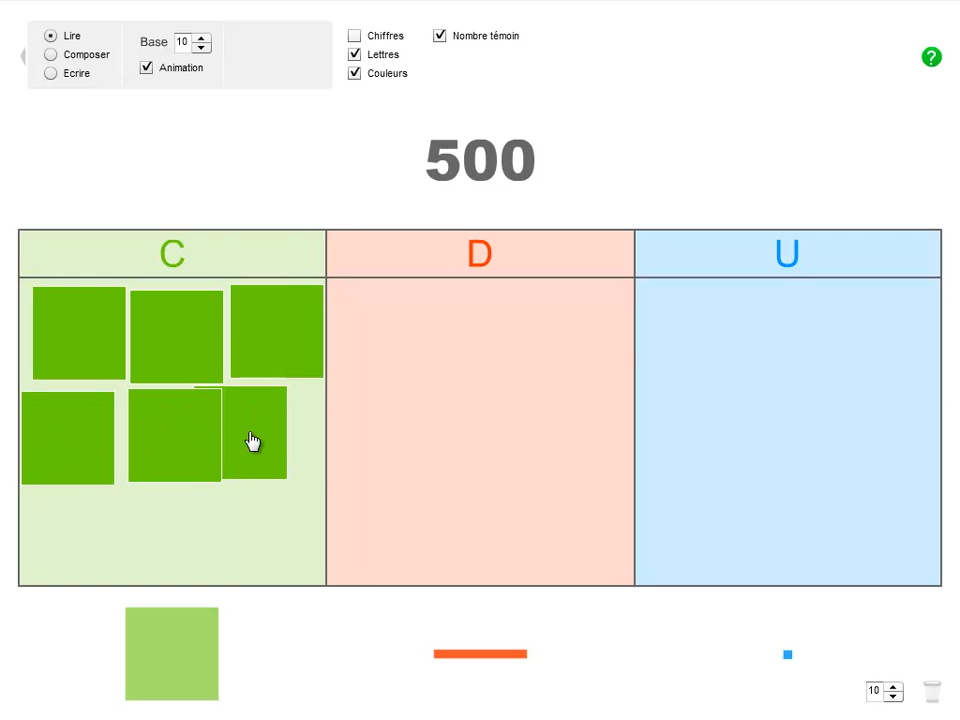 Lire
Composer
Ecrire
Base 10
Animation
Chiffres
Lettres
Couleurs
Nombre témoin
?
500
C D U
10